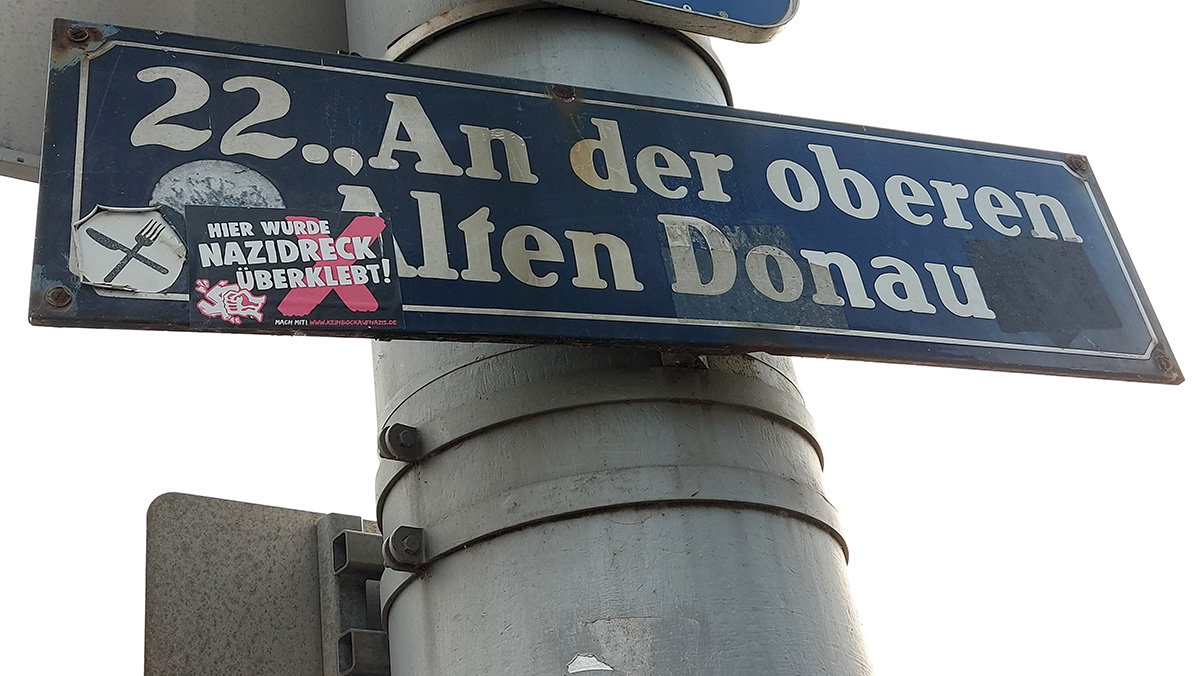 22., An der oberen
Alten Donau
HIER WURDE
NAZIDRECK
ÜBERKLEBT!
MACH MIT! WWW.KEINBOCKAUFNAZIS.DE